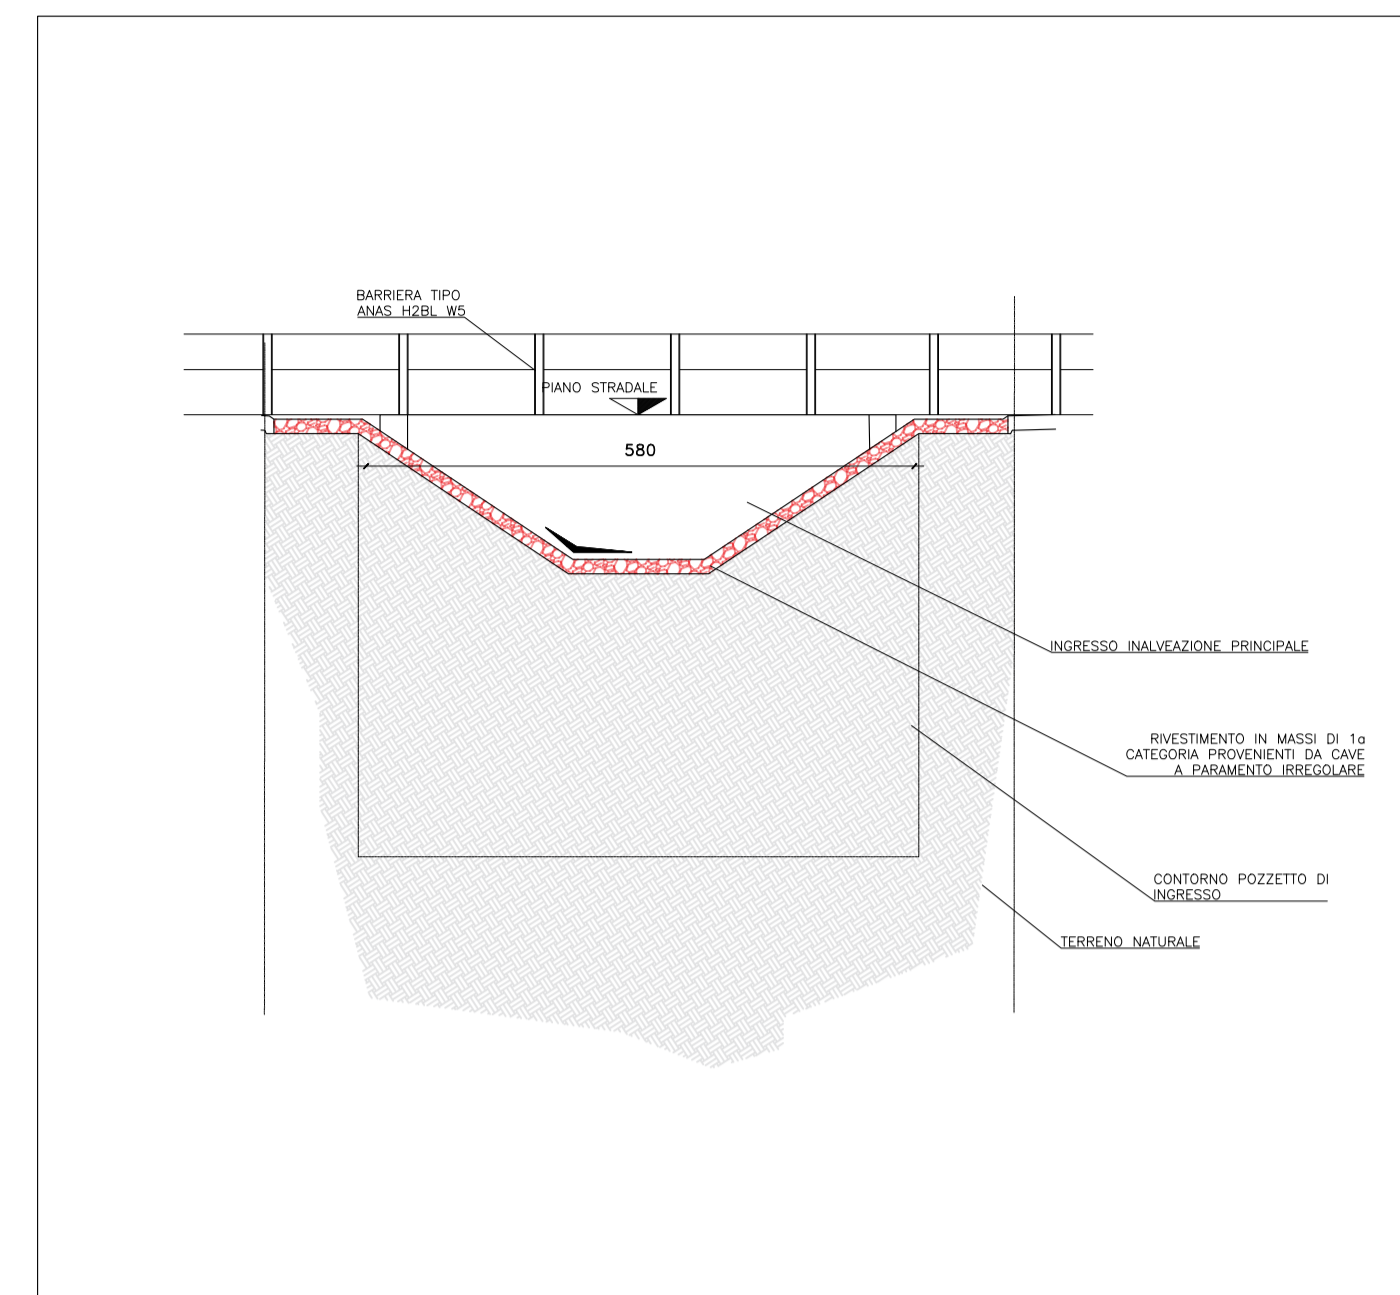 BARRIERA TIPO
ANAS H2BL W5
PIANO STRADALE
580
INGRESSO INALVEAZIONE PRINCIPALE
RIVESTIMENTO IN MASSI DI 1a
CATEGORIA PROVENIENTI DA CAVE
A PARAMENTO IRREGOLARE
CONTORNO POZZETTO DI
INGRESSO
TERRENO NATURALE